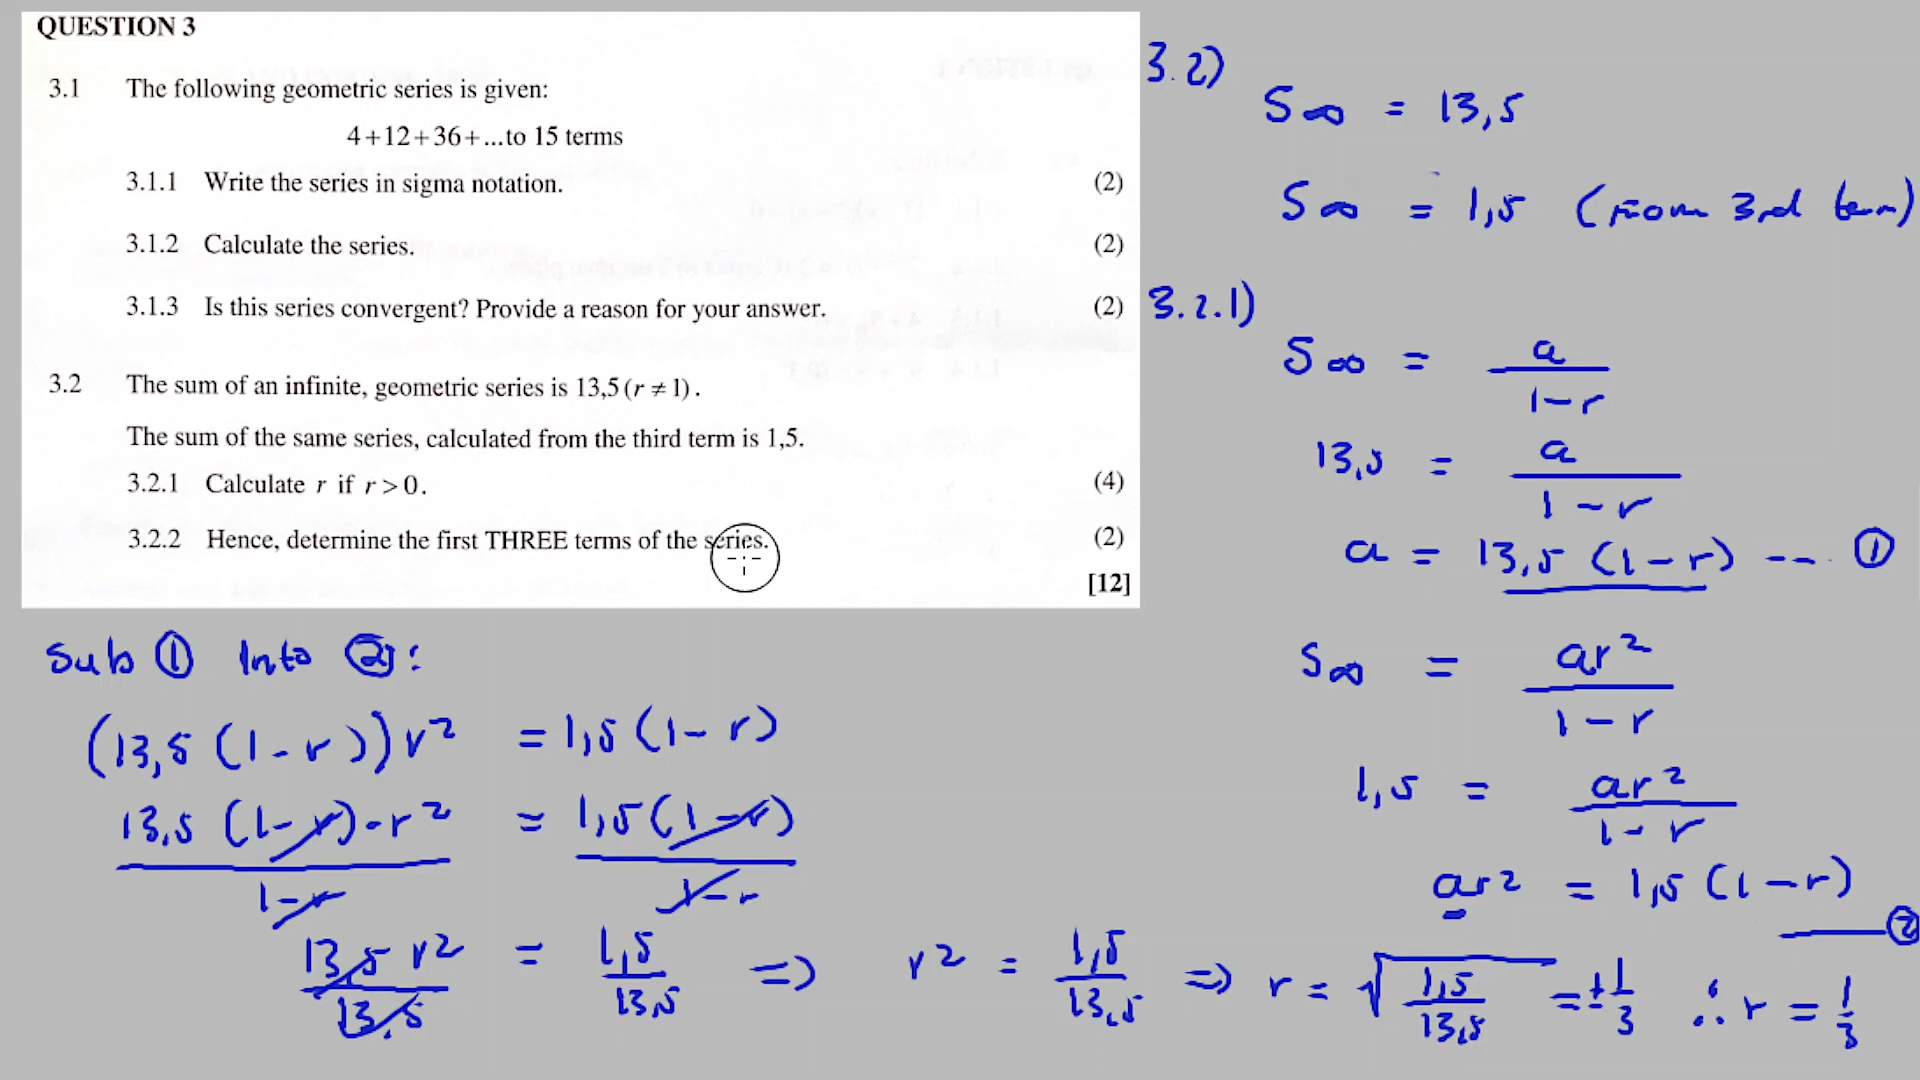 QUESTION 3
3.1 The following geometric series is given:
4+12+36+...to 15 terms
3.1.1 Write the series in sigma notation. (2)
3.1.2 Calculate the series. (2)
3.1.3 Is this series convergent? Provide a reason for your answer. (2)
3.2 The sum of an infinite, geometric series is 13,5 (r ≠ 1).
The sum of the same series, calculated from the third term is 1,5.
3.2.1 Calculate r if r > 0. (4)
3.2.2 Hence, determine the first THREE terms of the series. (2)
[12]
3.2)
S∞ = 13,5
S∞ = 1,5 (from 3rd term)
3.2.1)
S∞ = a/(1-r)
13,5 = a/(1-r)
a = 13,5 (1-r) --- ①
S∞ = ar²/(1-r)
1,5 = ar²/(1-r)
ar² = 1,5 (1-r)
②
Sub ① into ②:
(13,5 (1-r)) r² = 1,5 (1-r)
13,5 (1-r)·r²/(1-r) = 1,5 (1-r)/(1-r)
13,5 r²/13,5 = 1,5/13,5 => r² = 1,5/13,5 => r = √(1,5/13,5) = ±1/3 ∴ r = 1/3